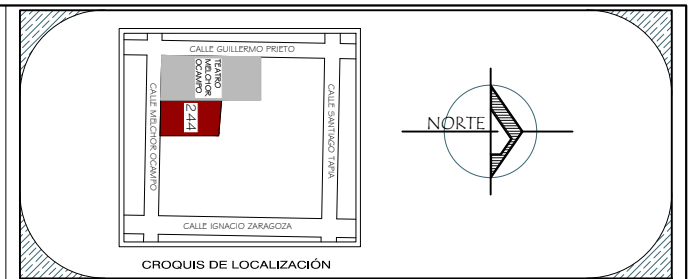 CALLE GUILLERMO PRIETO
TEATRO
MELCHOR
OCAMPO
244
CALLE MELCHOR OCAMPO
CALLE SANTIAGO TAPIA
CALLE IGNACIO ZARAGOZA
CROQUIS DE LOCALIZACIÓN
NORTE